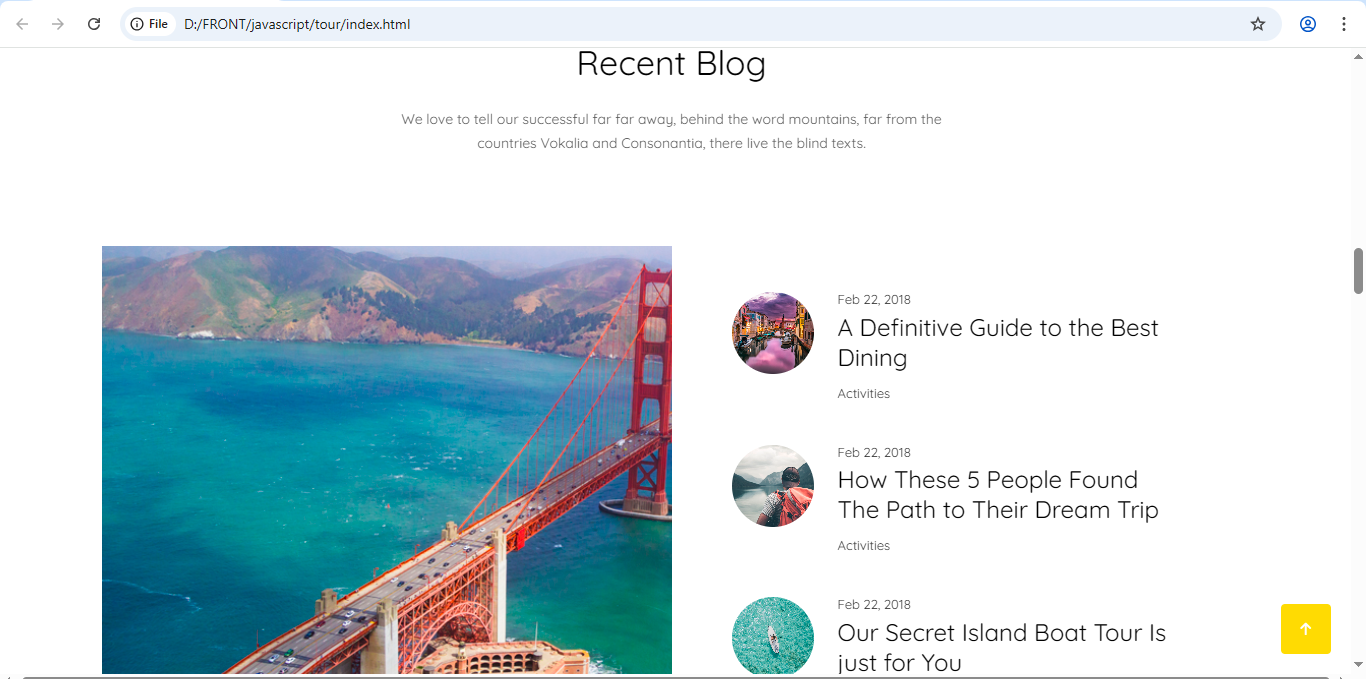 File D:/FRONT/javascript/tour/index.html
Recent Blog
We love to tell our successful far far away, behind the word mountains, far from the
countries Vokalia and Consonantia, there live the blind texts.
Feb 22, 2018
A Definitive Guide to the Best
Dining
Activities
Feb 22, 2018
How These 5 People Found
The Path to Their Dream Trip
Activities
Feb 22, 2018
Our Secret Island Boat Tour Is
just for You